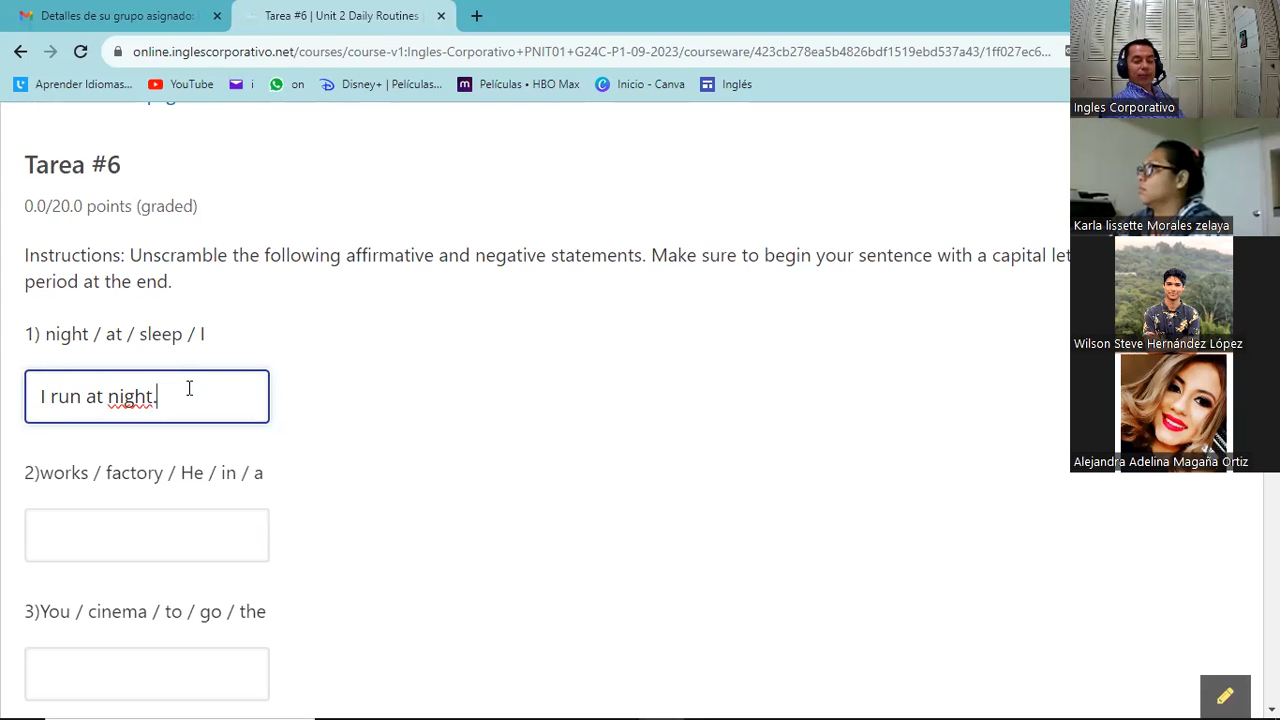 Detalles de su grupo asignado:
Tarea #6 | Unit 2 Daily Routines
online.inglescorporativo.net/courses/course-v1:Ingles-Corporativo+PNIT01+G24C-P1-09-2023/courseware/423cb278ea5b4826bdf1519ebd537a43/1ff027ec6...
Aprender Idiomas...
YouTube
i
on
Disney+ | Películas...
Películas • HBO Max
Inicio - Canva
Inglés
Tarea #6
0.0/20.0 points (graded)
Instructions: Unscramble the following affirmative and negative statements. Make sure to begin your sentence with a capital let
period at the end.
1) night / at / sleep / I
I run at night.
2)works / factory / He / in / a
3)You / cinema / to / go / the
Ingles Corporativo
Karla lissette Morales zelaya
Wilson Steve Hernández López
Alejandra Adelina Magaña Ortiz